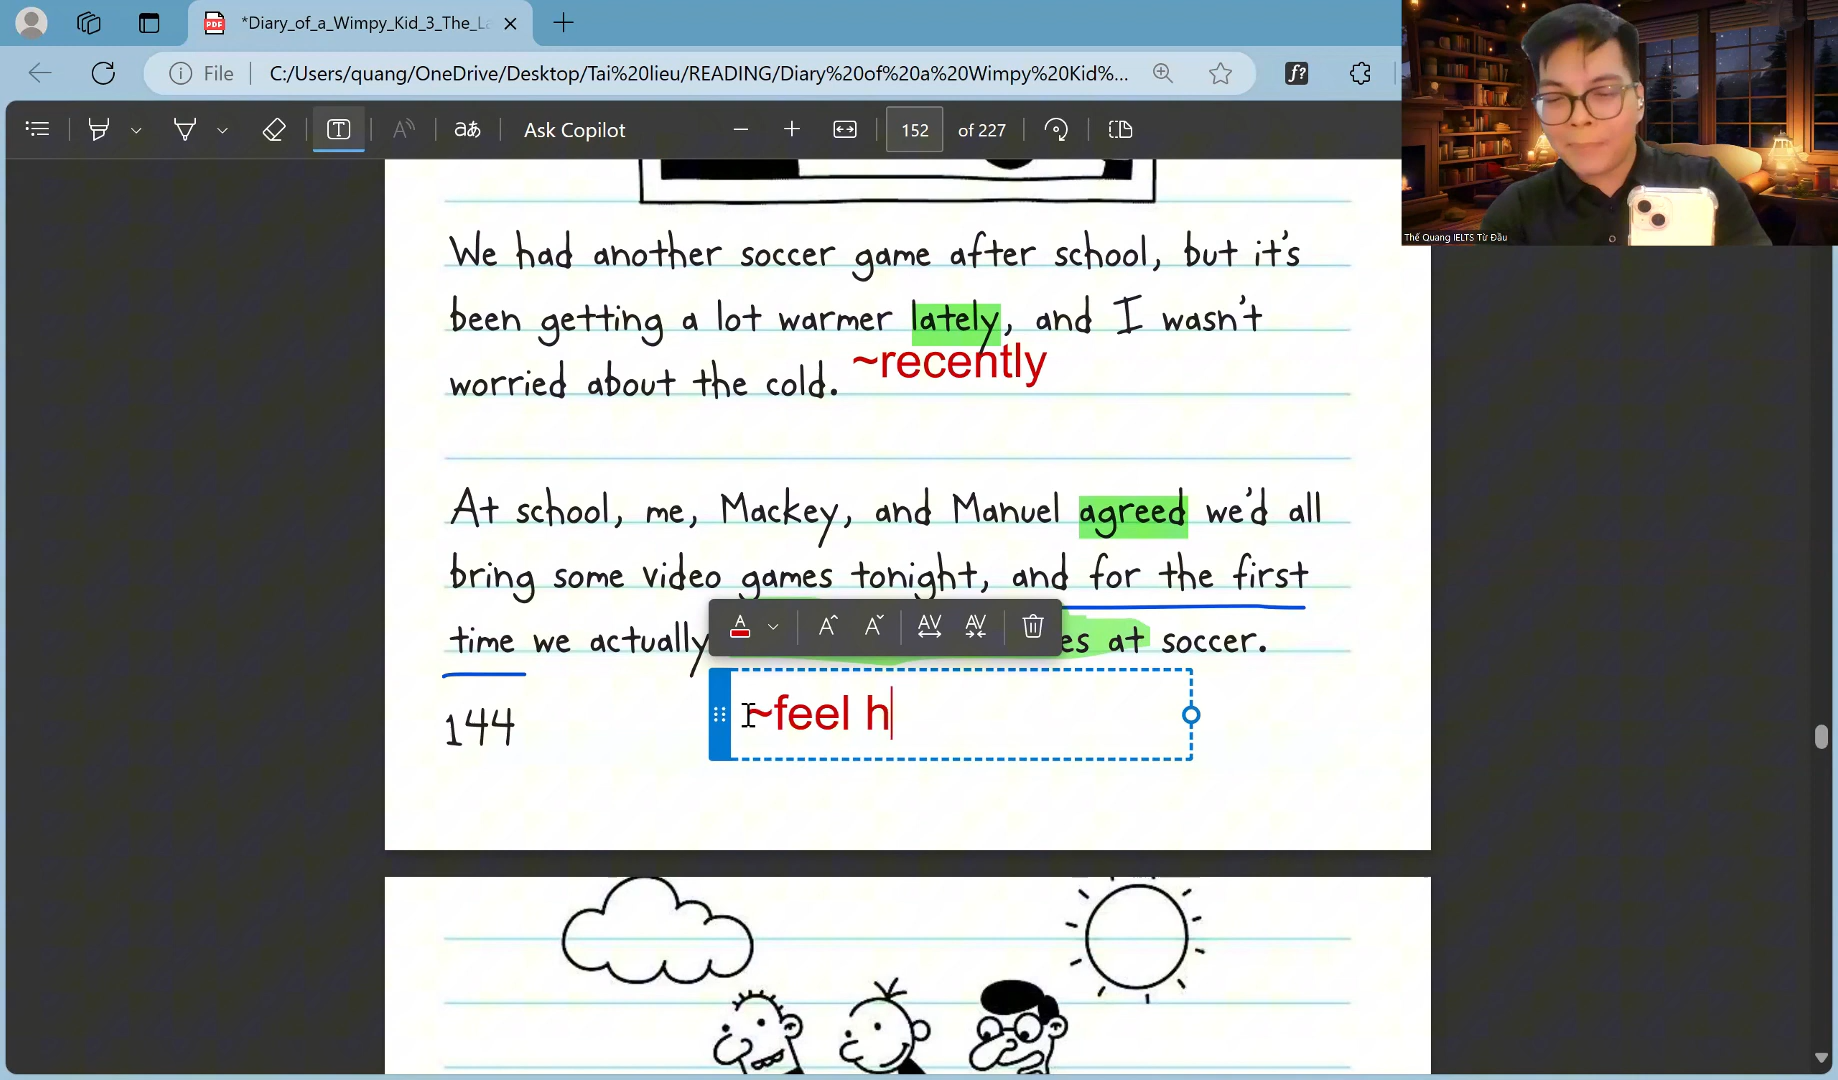 *Diary_of_a_Wimpy_Kid_3_The_La
File
C:/Users/quang/OneDrive/Desktop/Tai%20lieu/READING/Diary%20of%20a%20Wimpy%20Kid%...
Ask Copilot
152 of 227
Thế Quang IELTS Từ Đầu
We had another soccer game after school, but it's
been getting a lot warmer lately, and I wasn't
~recently
worried about the cold.
At school, me, Mackey, and Manuel agreed we'd all
bring some video games tonight, and for the first
time we actually es at soccer.
~feel h
144